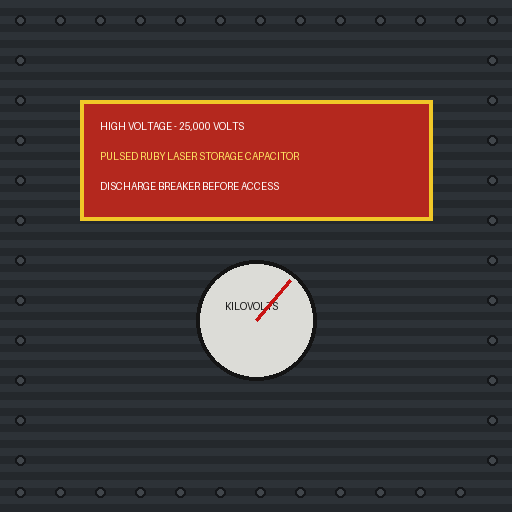 HIGH VOLTAGE - 25,000 VOLTS
PULSED RUBY LASER STORAGE CAPACITOR
DISCHARGE BREAKER BEFORE ACCESS
KILOVOLTS